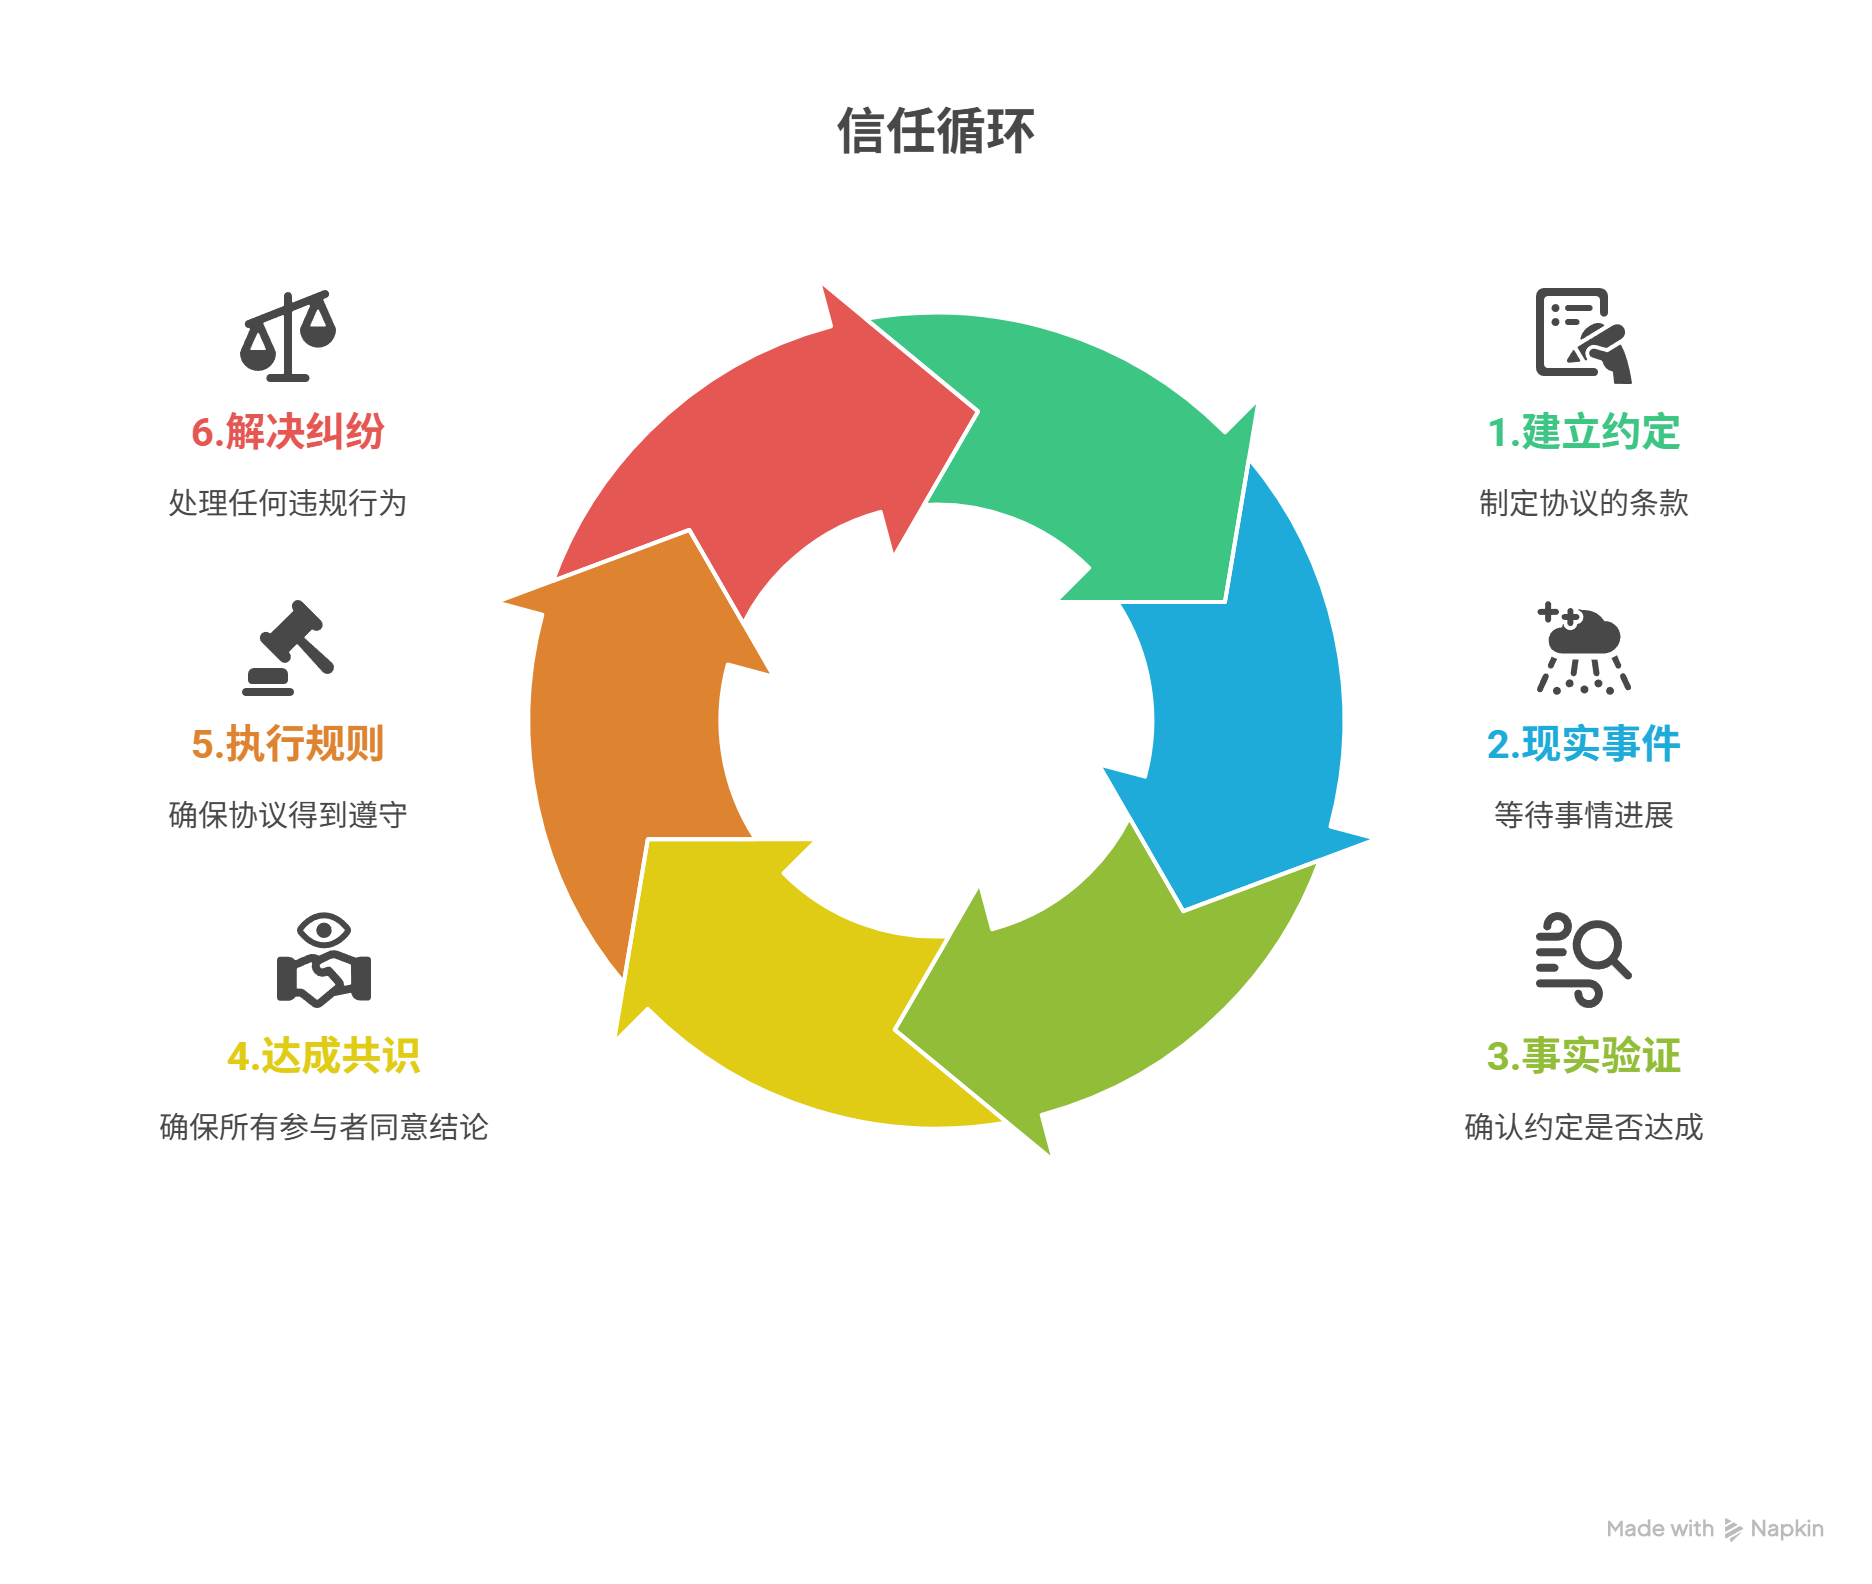 信任循环
1.建立约定
制定协议的条款
2.现实事件
等待事情进展
3.事实验证
确认约定是否达成
4.达成共识
确保所有参与者同意结论
5.执行规则
确保协议得到遵守
6.解决纠纷
处理任何违规行为
Made with Napkin